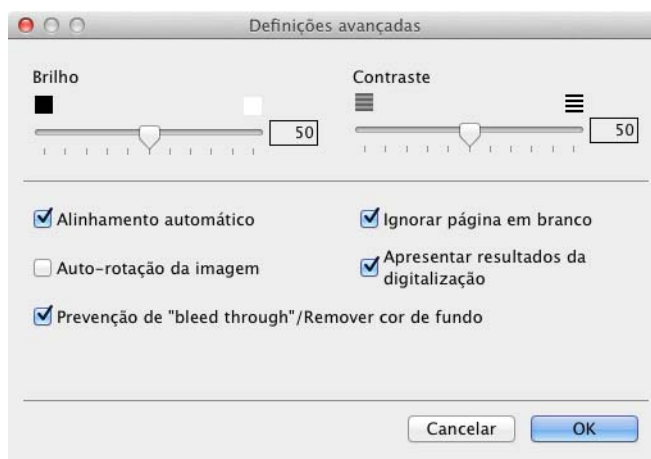 Definições avançadas
Brilho
Contraste
50
50
Alinhamento automático
Ignorar página em branco
Auto-rotação da imagem
Apresentar resultados da
digitalização
Prevenção de "bleed through"/Remover cor de fundo
Cancelar
OK